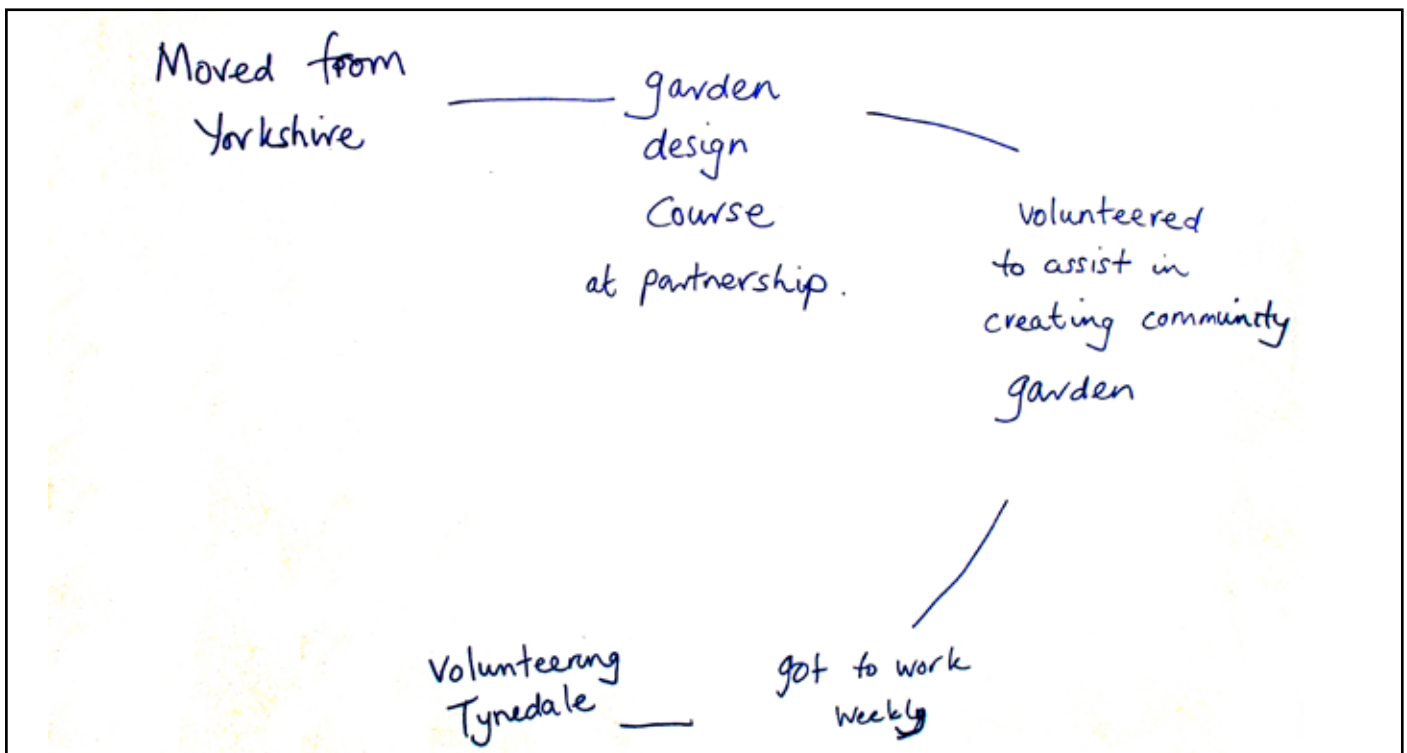 Moved from
Yorkshire
garden
design
Course
at partnership.
volunteered
to assist in
creating community
garden
got to work
weekly
Volunteering
Tynedale